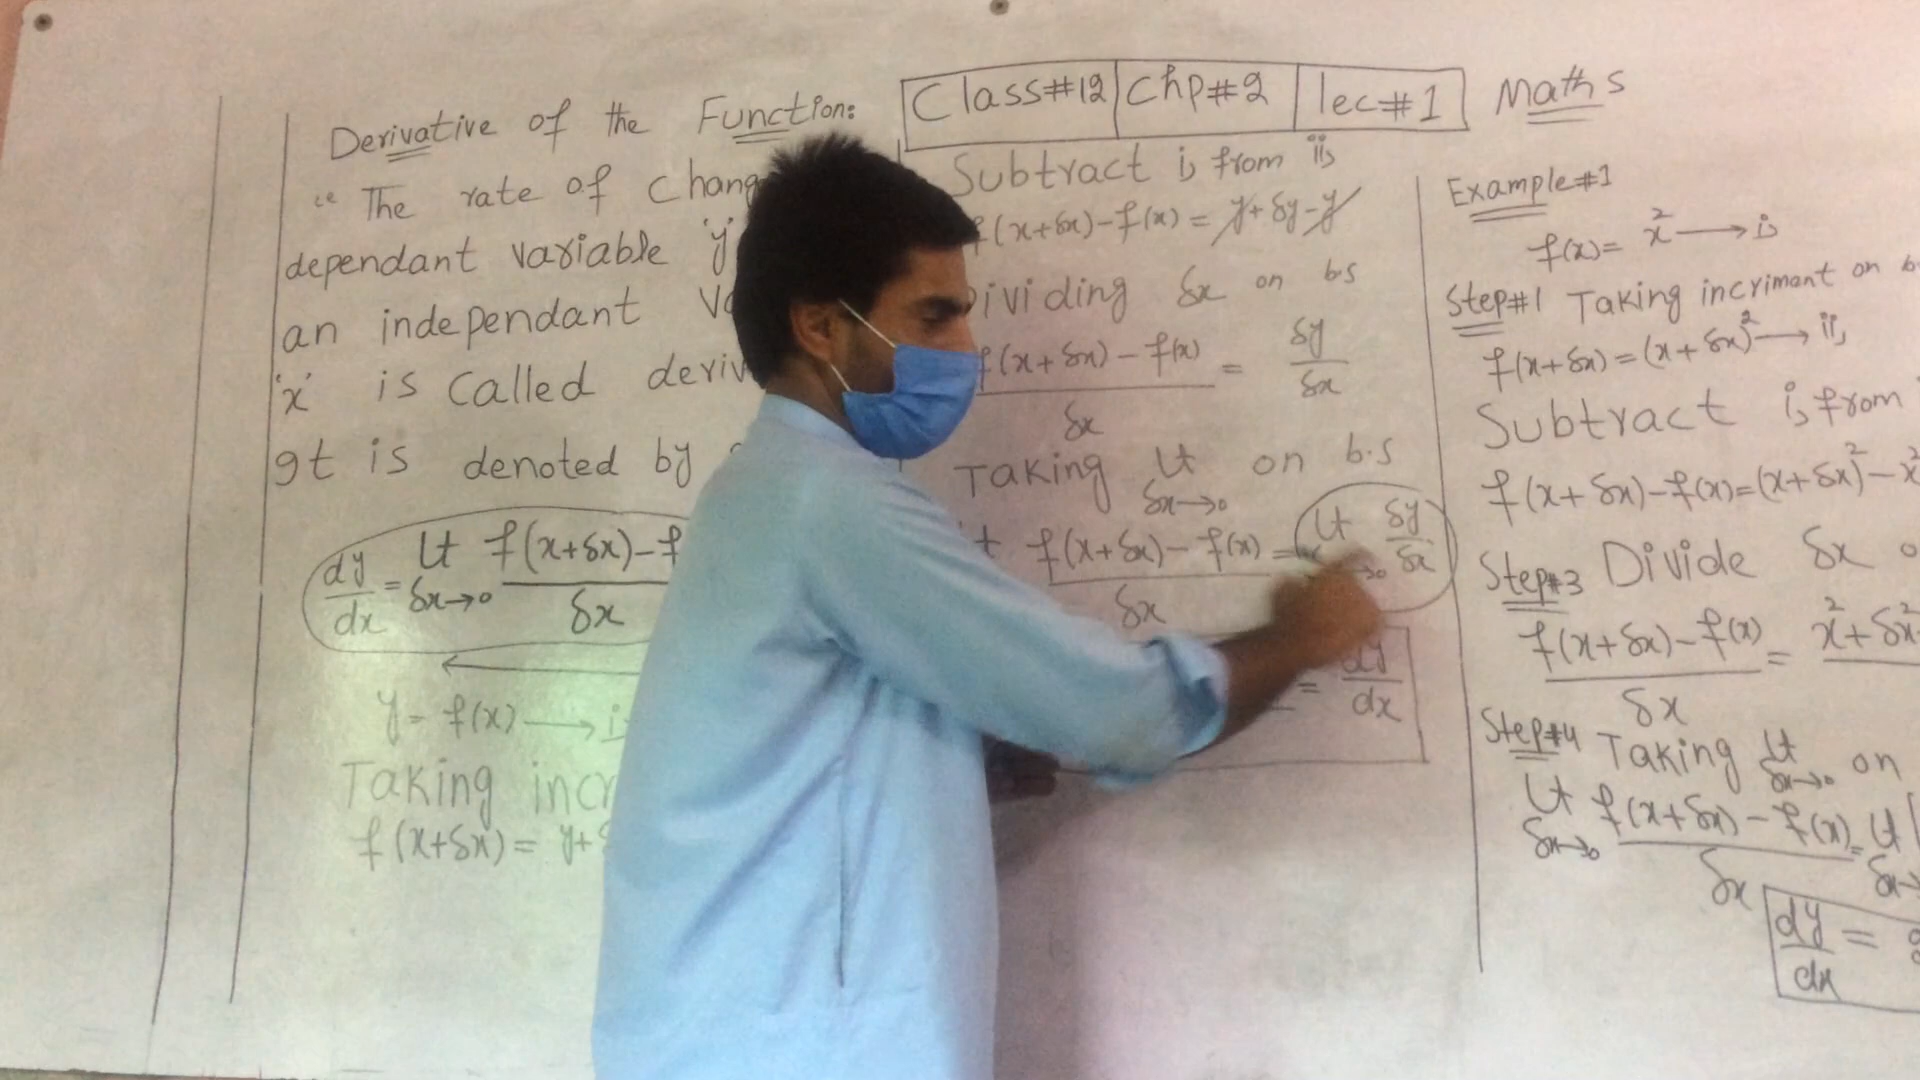 Class#12 Chp#2 lec#1 Maths
Derivative of the Function:
"The rate of Chang
dependant variable 'y'
an independant
'x' is called deriv
It is denoted by
dy/dx = Lt δx→0 f(x+δx)-f / δx
y = f(x) → i
Taking incr
f(x+δx) = y+
Subtract i, from ii,
f(x+δx)-f(x) = y+δy-y
ividing δx on b.s
f(x+δx)-f(x) / δx = δy/δx
Taking Lt δx→0 on b.s
t f(x+δx)-f(x) / δx = Lt δy/δx
= dy/dx
Example#1
f(x)= x² → i,
Step#1 Taking incriment on b
f(x+δx)=(x+δx)² → ii,
Subtract i, from
f(x+δx)-f(x)=(x+δx)²-x²
Step#3 Divide δx o
f(x+δx)-f(x) / δx = x²+δx²
Step#4 Taking Lt δx→0 on
Lt δx→0 f(x+δx)-f(x) / δx = Lt δx→
dy/dx =